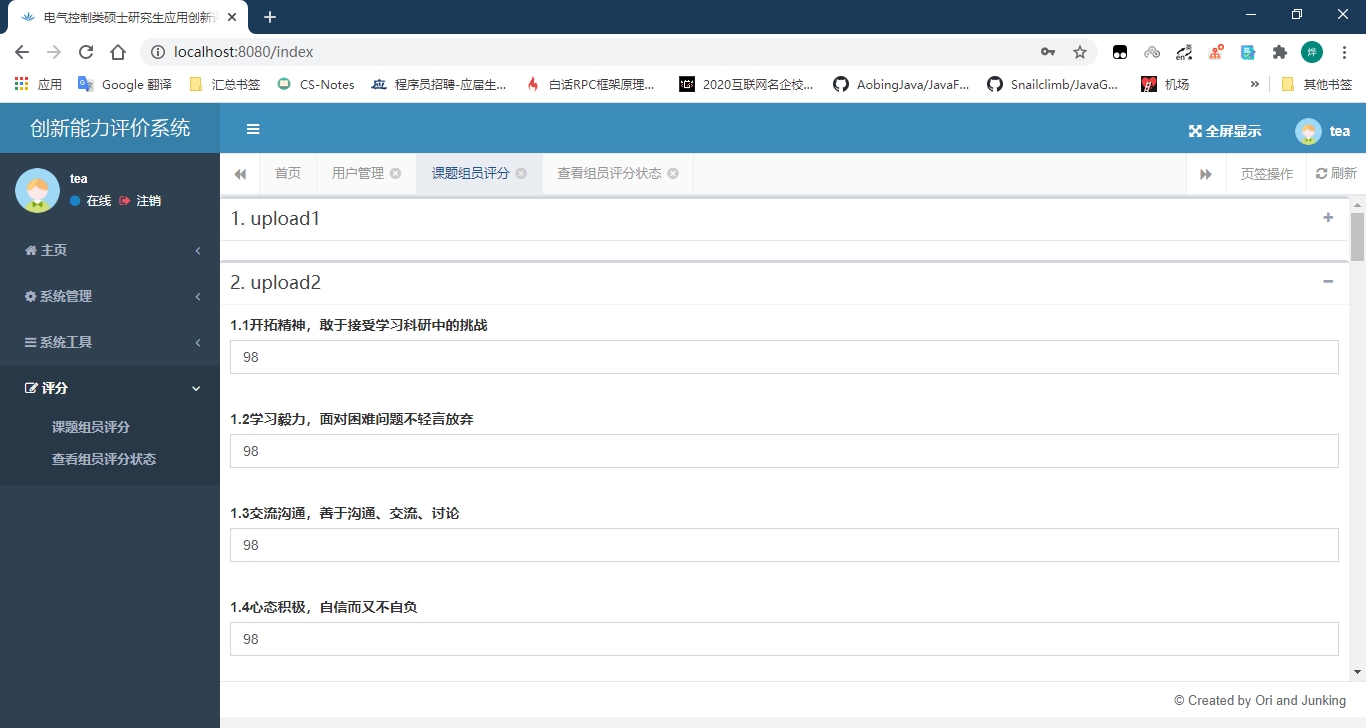 电气控制类硕士研究生应用创新
localhost:8080/index
应用 Google 翻译 汇总书签 CS-Notes 程序员招聘-应届生... 白话RPC框架原理... 2020互联网名企校... AobingJava/JavaF... Snailclimb/JavaG... 机场 » 其他书签
创新能力评价系统 全屏显示 tea
tea
在线 注销
首页 用户管理 课题组员评分 查看组员评分状态 页签操作 刷新
主页
系统管理
系统工具
评分
课题组员评分
查看组员评分状态
1. upload1
2. upload2
1.1开拓精神，敢于接受学习科研中的挑战
98
1.2学习毅力，面对困难问题不轻言放弃
98
1.3交流沟通，善于沟通、交流、讨论
98
1.4心态积极，自信而又不自负
98
© Created by Ori and Junking